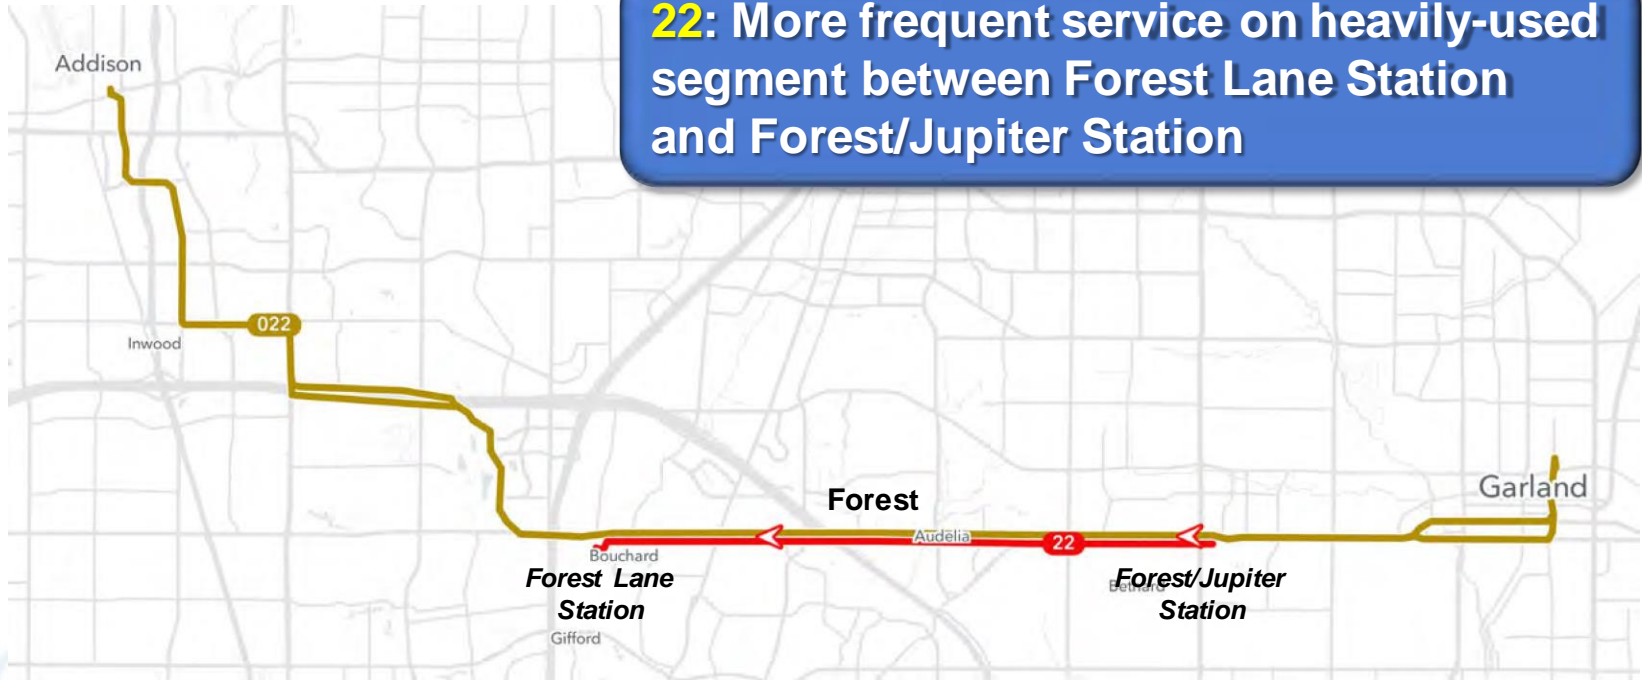 22: More frequent service on heavily-used
segment between Forest Lane Station
and Forest/Jupiter Station
Addison
022
Inwood
Garland
Forest
Audelia
22
Bouchard
Forest Lane
Station
Forest/Jupiter
Station
Gifford